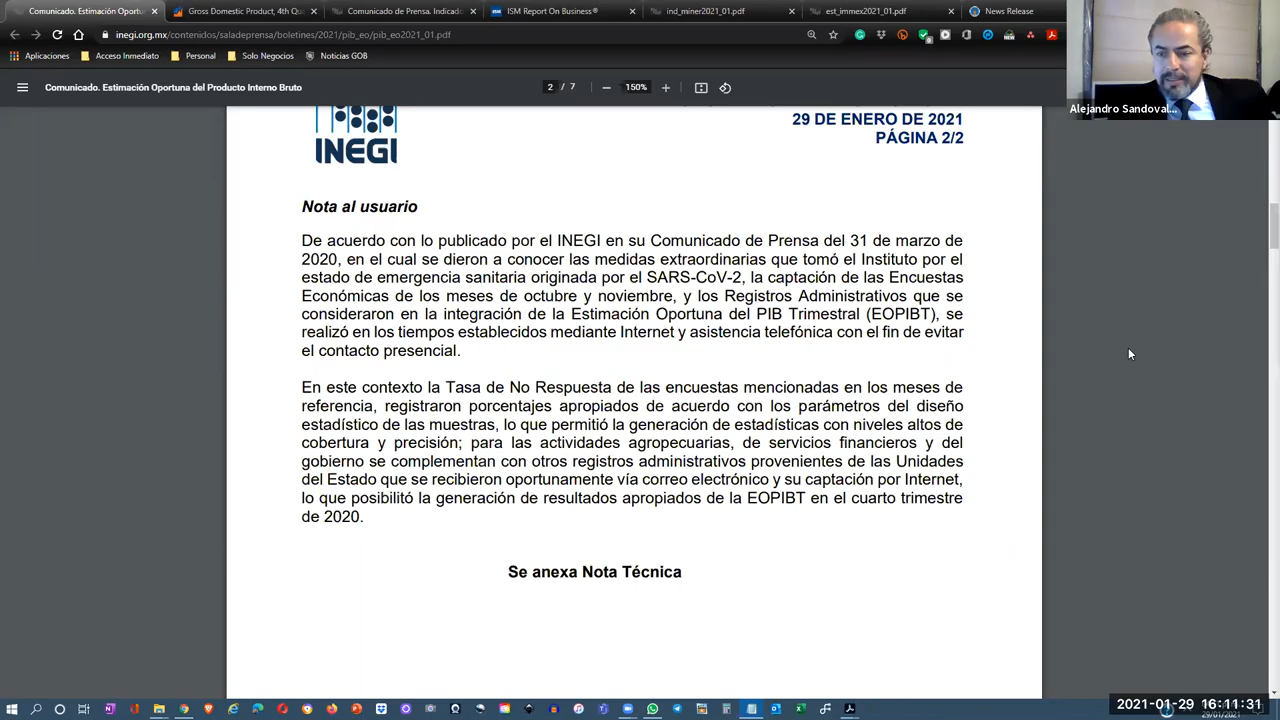 Comunicado. Estimación Oportun
Gross Domestic Product, 4th Qua
Comunicado de Prensa. Indicado
ISM Report On Business®
ind_miner2021_01.pdf
est_immex2021_01.pdf
News Release
inegi.org.mx/contenidos/saladeprensa/boletines/2021/pib_eo/pib_eo2021_01.pdf
Aplicaciones
Acceso Inmediato
Personal
Solo Negocios
Noticias GOB
Comunicado. Estimación Oportuna del Producto Interno Bruto
2 / 7
150%
Alejandro Sandoval...
INEGI
29 DE ENERO DE 2021
PÁGINA 2/2
Nota al usuario
De acuerdo con lo publicado por el INEGI en su Comunicado de Prensa del 31 de marzo de
2020, en el cual se dieron a conocer las medidas extraordinarias que tomó el Instituto por el
estado de emergencia sanitaria originada por el SARS-CoV-2, la captación de las Encuestas
Económicas de los meses de octubre y noviembre, y los Registros Administrativos que se
consideraron en la integración de la Estimación Oportuna del PIB Trimestral (EOPIBT), se
realizó en los tiempos establecidos mediante Internet y asistencia telefónica con el fin de evitar
el contacto presencial.
En este contexto la Tasa de No Respuesta de las encuestas mencionadas en los meses de
referencia, registraron porcentajes apropiados de acuerdo con los parámetros del diseño
estadístico de las muestras, lo que permitió la generación de estadísticas con niveles altos de
cobertura y precisión; para las actividades agropecuarias, de servicios financieros y del
gobierno se complementan con otros registros administrativos provenientes de las Unidades
del Estado que se recibieron oportunamente vía correo electrónico y su captación por Internet,
lo que posibilitó la generación de resultados apropiados de la EOPIBT en el cuarto trimestre
de 2020.
Se anexa Nota Técnica
2021-01-29 16:11:31
29/01/2021